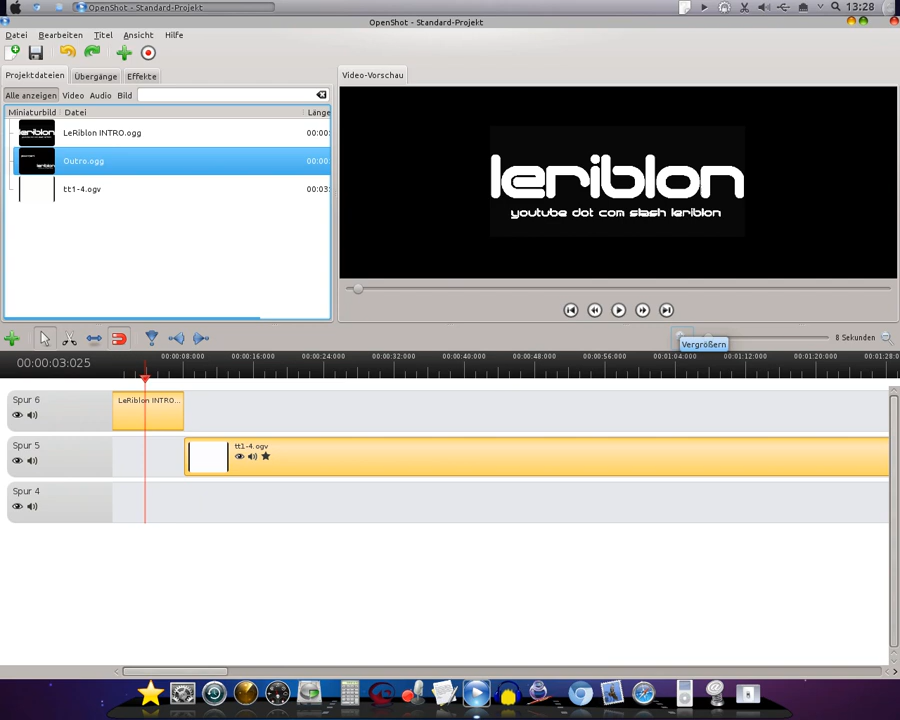 OpenShot - Standard-Projekt
13:28
OpenShot - Standard-Projekt
Datei Bearbeiten Titel Ansicht Hilfe
Projektdateien Übergänge Effekte
Video-Vorschau
Alle anzeigen Video Audio Bild
Miniaturbild Datei Länge
LeRiblon INTRO.ogg 00:00:
Outro.ogg 00:00:
tt1-4.ogv 00:03:
leriblon
youtube dot com slash leriblon
8 Sekunden
Vergrößern
00:00:03:025
00:00:08:000 00:00:16:000 00:00:24:000 00:00:32:000 00:00:40:000 00:00:48:000 00:00:56:000 00:01:04:000 00:01:12:000 00:01:20:000 00:01:28:0
Spur 6
LeRiblon INTRO...
Spur 5
tt1-4.ogv
Spur 4